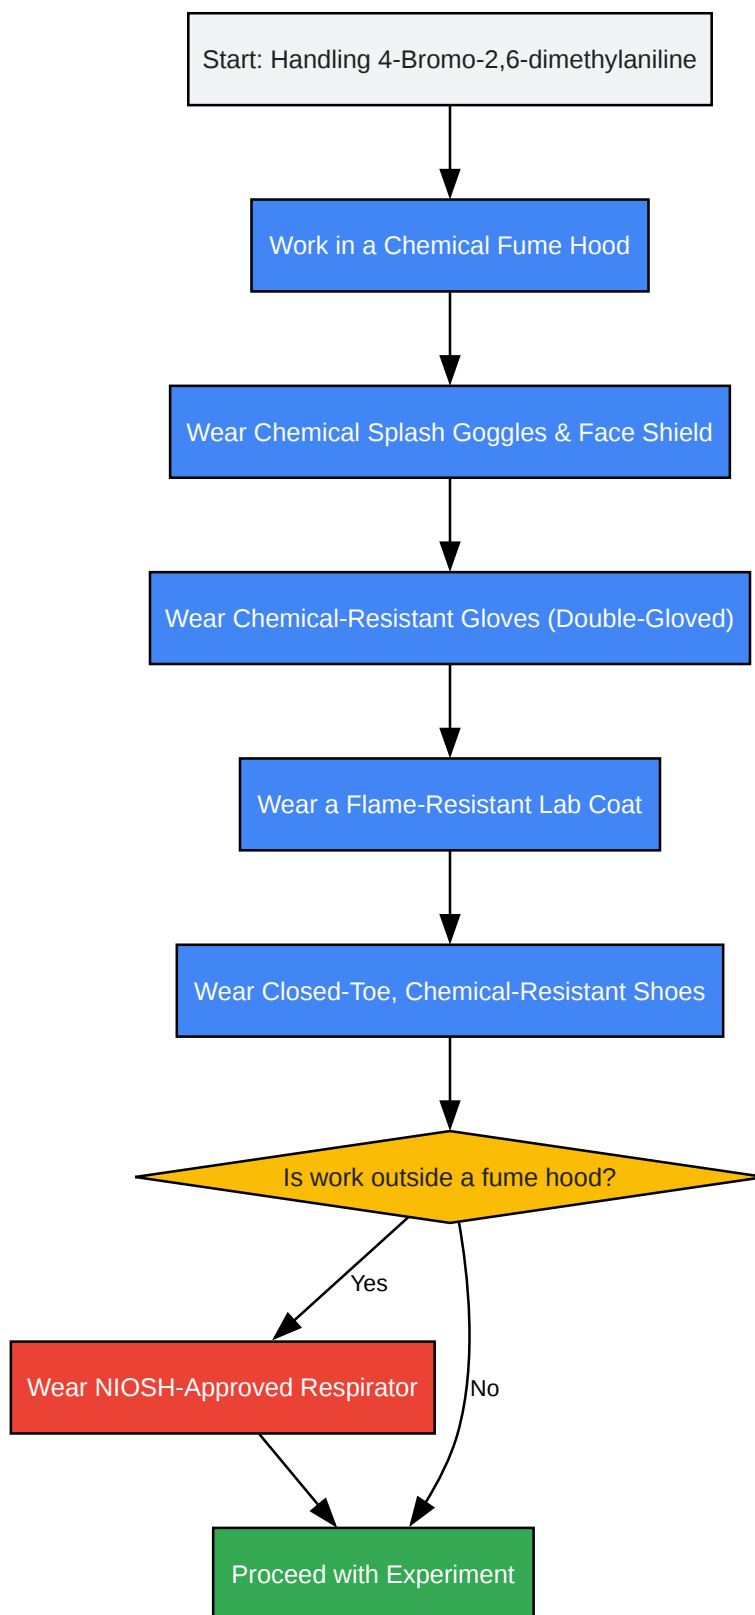 Start: Handling 4-Bromo-2,6-dimethylaniline
Work in a Chemical Fume Hood
Wear Chemical Splash Goggles & Face Shield
Wear Chemical-Resistant Gloves (Double-Gloved)
Wear a Flame-Resistant Lab Coat
Wear Closed-Toe, Chemical-Resistant Shoes
Is work outside a fume hood?
Yes
Wear NIOSH-Approved Respirator
No
Proceed with Experiment